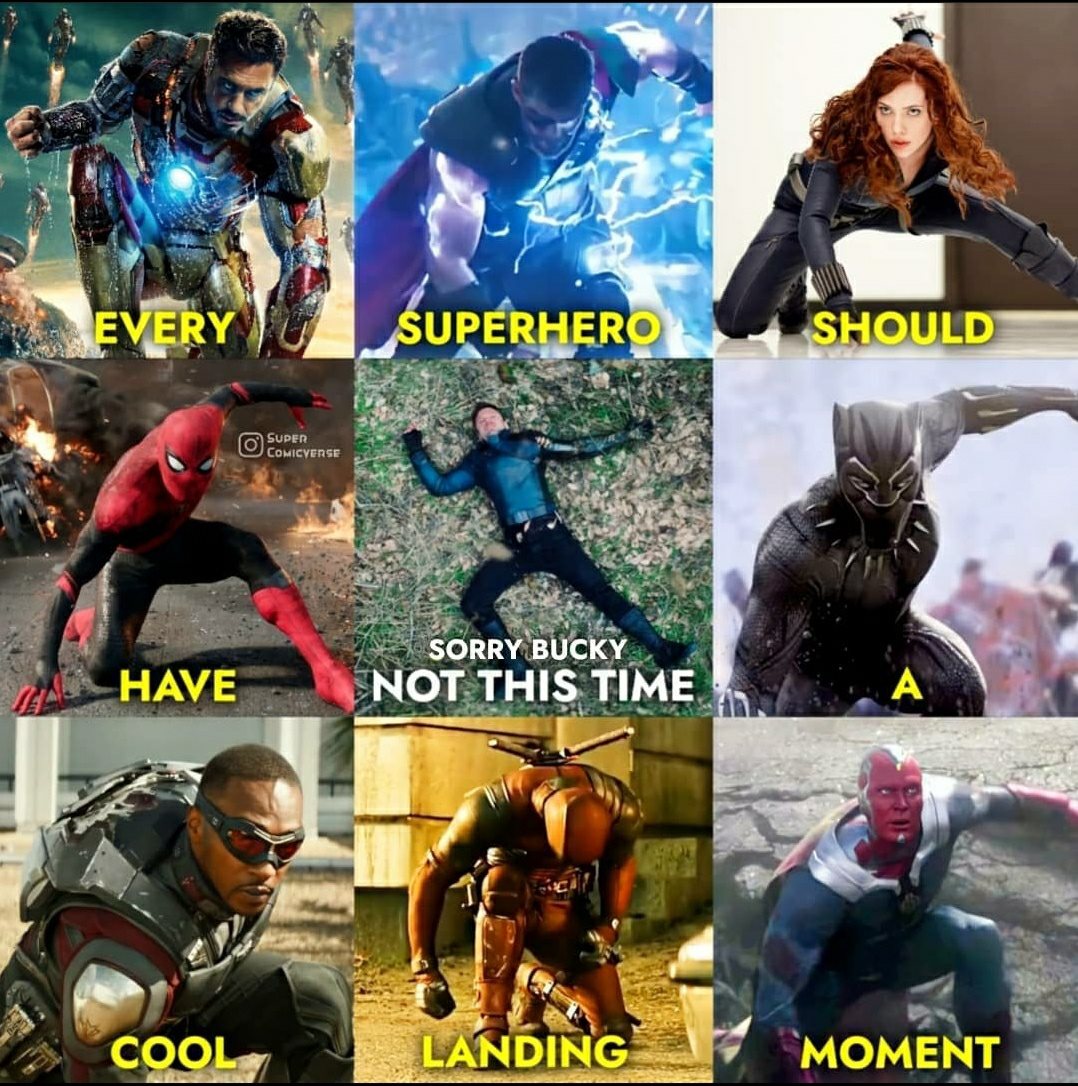 EVERY
SUPERHERO
SHOULD
SUPER
COMICVERSE
HAVE
SORRY BUCKY
NOT THIS TIME
A
COOL
LANDING
MOMENT